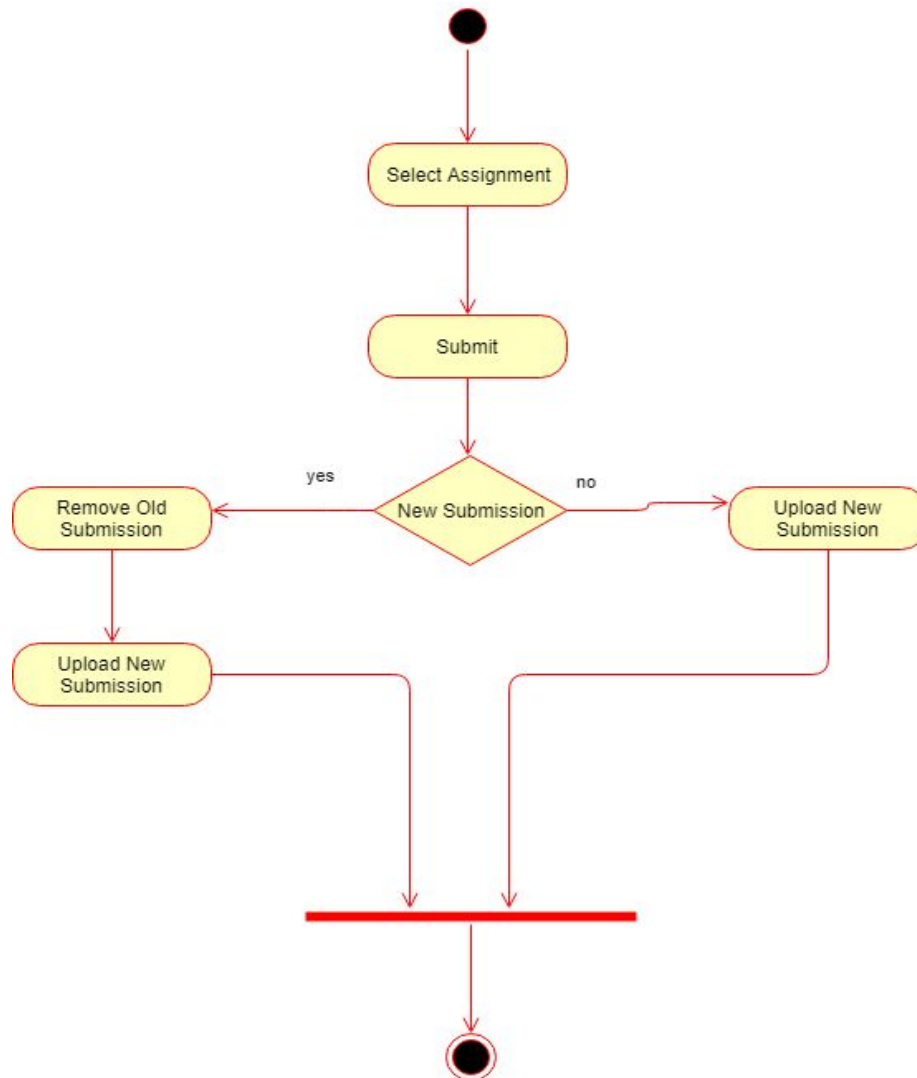 Select Assignment
Submit
yes
no
Remove Old
Submission
New Submission
Upload New
Submission
Upload New
Submission